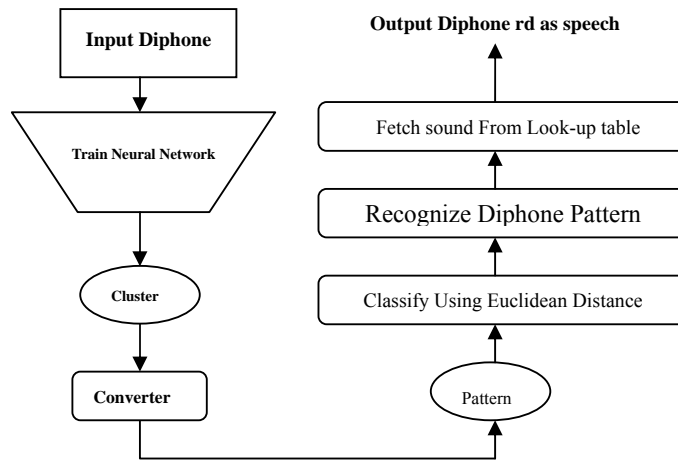 Input Diphone
Train Neural Network
Cluster
Converter
Output Diphone rd as speech
Fetch sound From Look-up table
Recognize Diphone Pattern
Classify Using Euclidean Distance
Pattern